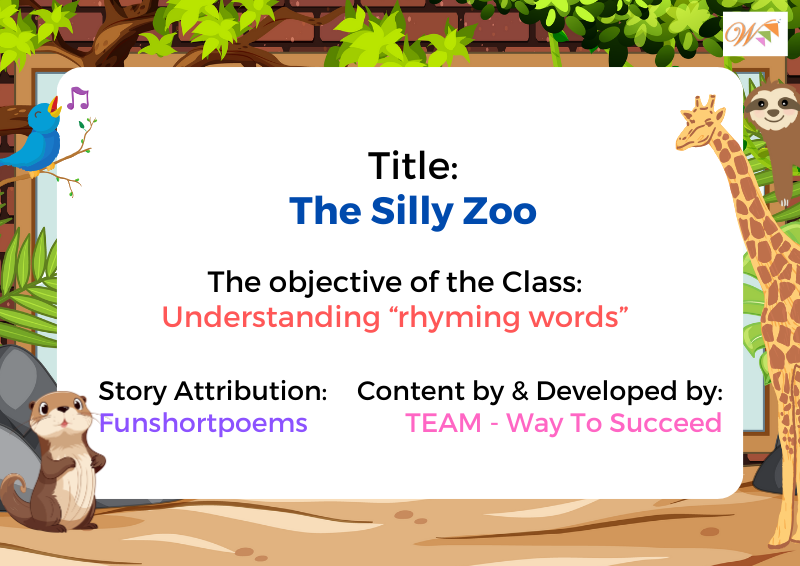 W
Title:
The Silly Zoo
The objective of the Class:
Understanding “rhyming words”
Story Attribution:
Funshortpoems
Content by & Developed by:
TEAM - Way To Succeed